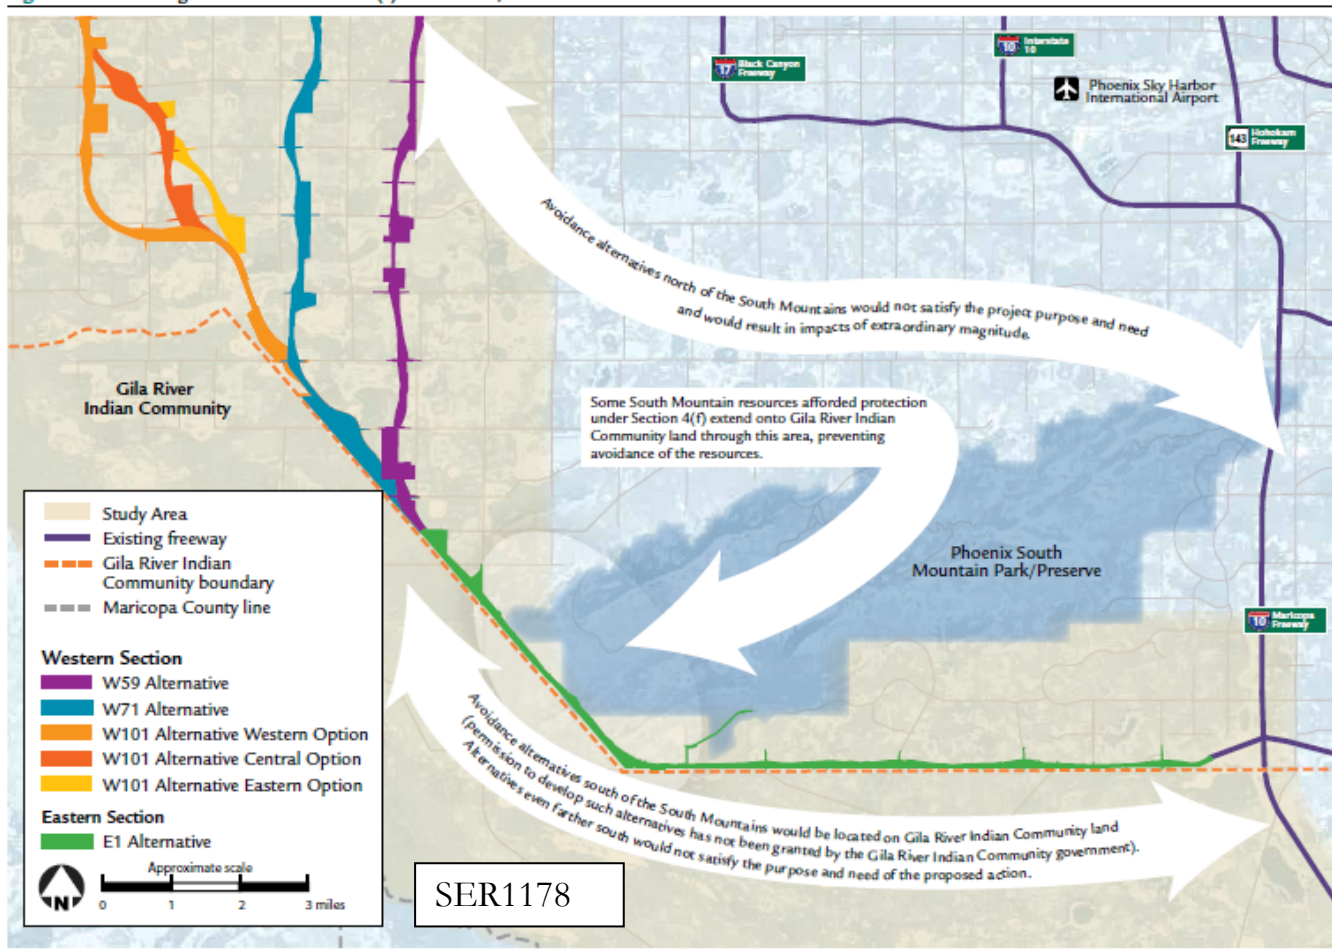 17 Black Canyon
Freeway
10 Interstate
10
Phoenix Sky Harbor
International Airport
143 Hohokam
Freeway
Avoidance alternatives north of the South Mountains would not satisfy the project purpose and need
and would result in impacts of extraordinary magnitude.
Gila River
Indian Community
Some South Mountain resources afforded protection
under Section 4(f) extend onto Gila River Indian
Community land through this area, preventing
avoidance of the resources.
Phoenix South
Mountain Park/Preserve
10 Maricopa
Freeway
Avoidance alternatives south of the South Mountains would be located on Gila River Indian Community land
(permission to develop such alternatives has not been granted by the Gila River Indian Community government).
Alternatives even farther south would not satisfy the purpose and need of the proposed action.
Study Area
Existing freeway
Gila River Indian
Community boundary
Maricopa County line
Western Section
W59 Alternative
W71 Alternative
W101 Alternative Western Option
W101 Alternative Central Option
W101 Alternative Eastern Option
Eastern Section
E1 Alternative
Approximate scale
N
0 1 2 3 miles
SER1178